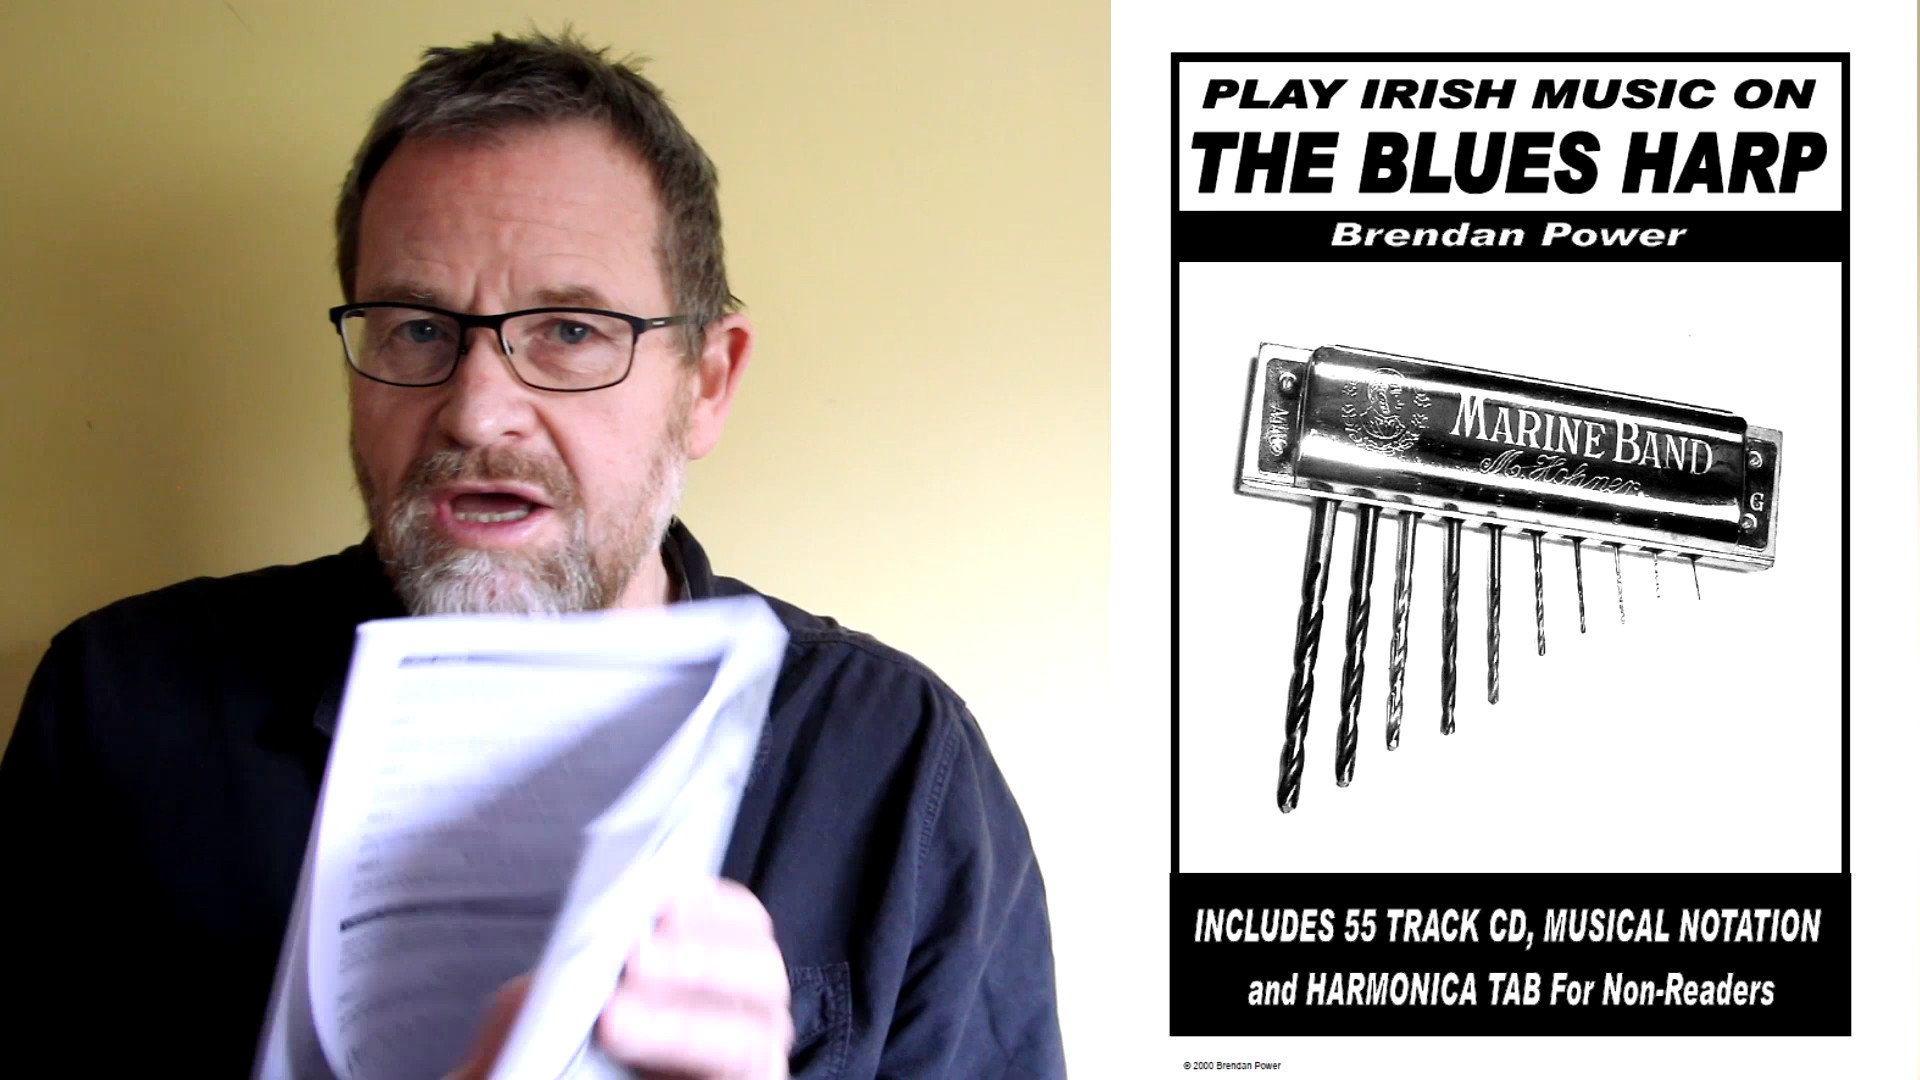 PLAY IRISH MUSIC ON
THE BLUES HARP
Brendan Power
MARINE BAND
M. Hohner
G
INCLUDES 55 TRACK CD, MUSICAL NOTATION
and HARMONICA TAB For Non-Readers
© 2000 Brendan Power